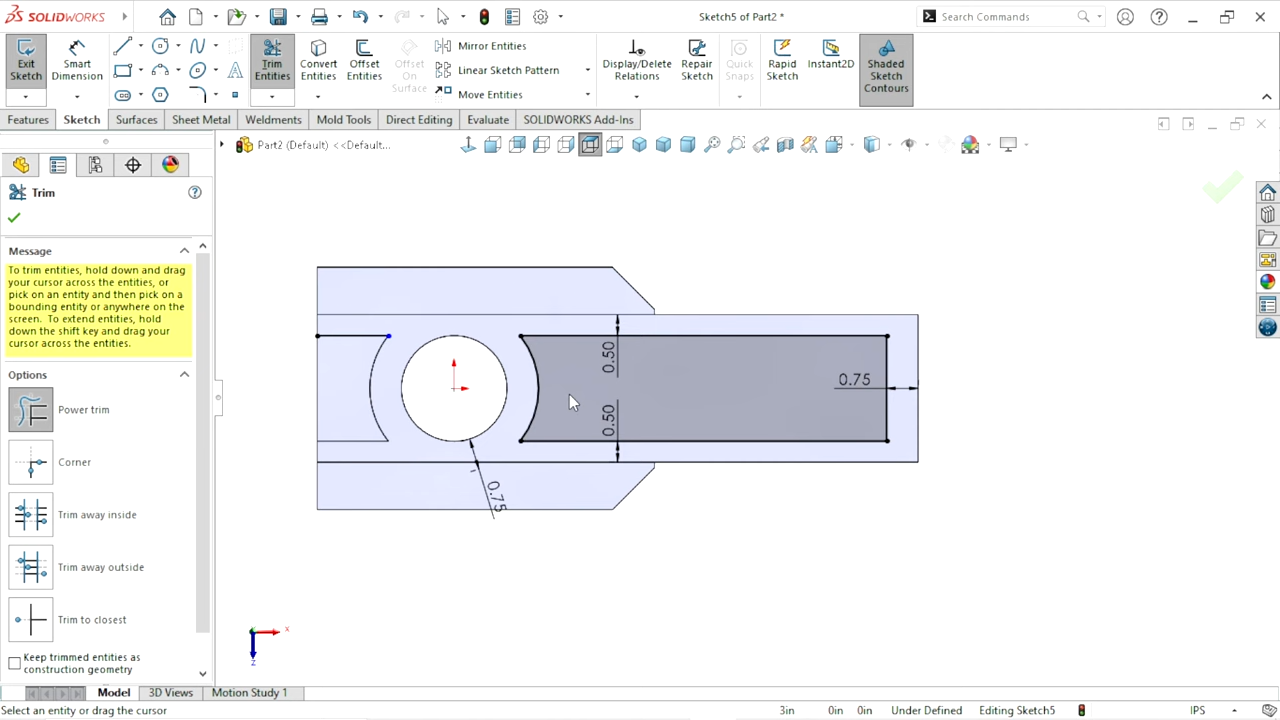 SOLIDWORKS
Sketch5 of Part2 *
Search Commands
Exit Sketch
Smart Dimension
Trim Entities
Convert Entities
Offset Entities
Offset On Surface
Mirror Entities
Linear Sketch Pattern
Move Entities
Display/Delete Relations
Repair Sketch
Quick Snaps
Rapid Sketch
Instant2D
Shaded Sketch Contours
Features
Sketch
Surfaces
Sheet Metal
Weldments
Mold Tools
Direct Editing
Evaluate
SOLIDWORKS Add-Ins
Part2 (Default) <<Default...
Trim
Message
To trim entities, hold down and drag
your cursor across the entities, or
pick on an entity and then pick on a
bounding entity or anywhere on the
screen. To extend entities, hold
down the shift key and drag your
cursor across the entities.
Options
Power trim
Corner
Trim away inside
Trim away outside
Trim to closest
Keep trimmed entities as
construction geometry
0.50
0.50
0.75
0.75
x
z
Model
3D Views
Motion Study 1
Select an entity or drag the cursor
3in
0in
0in
Under Defined
Editing Sketch5
IPS